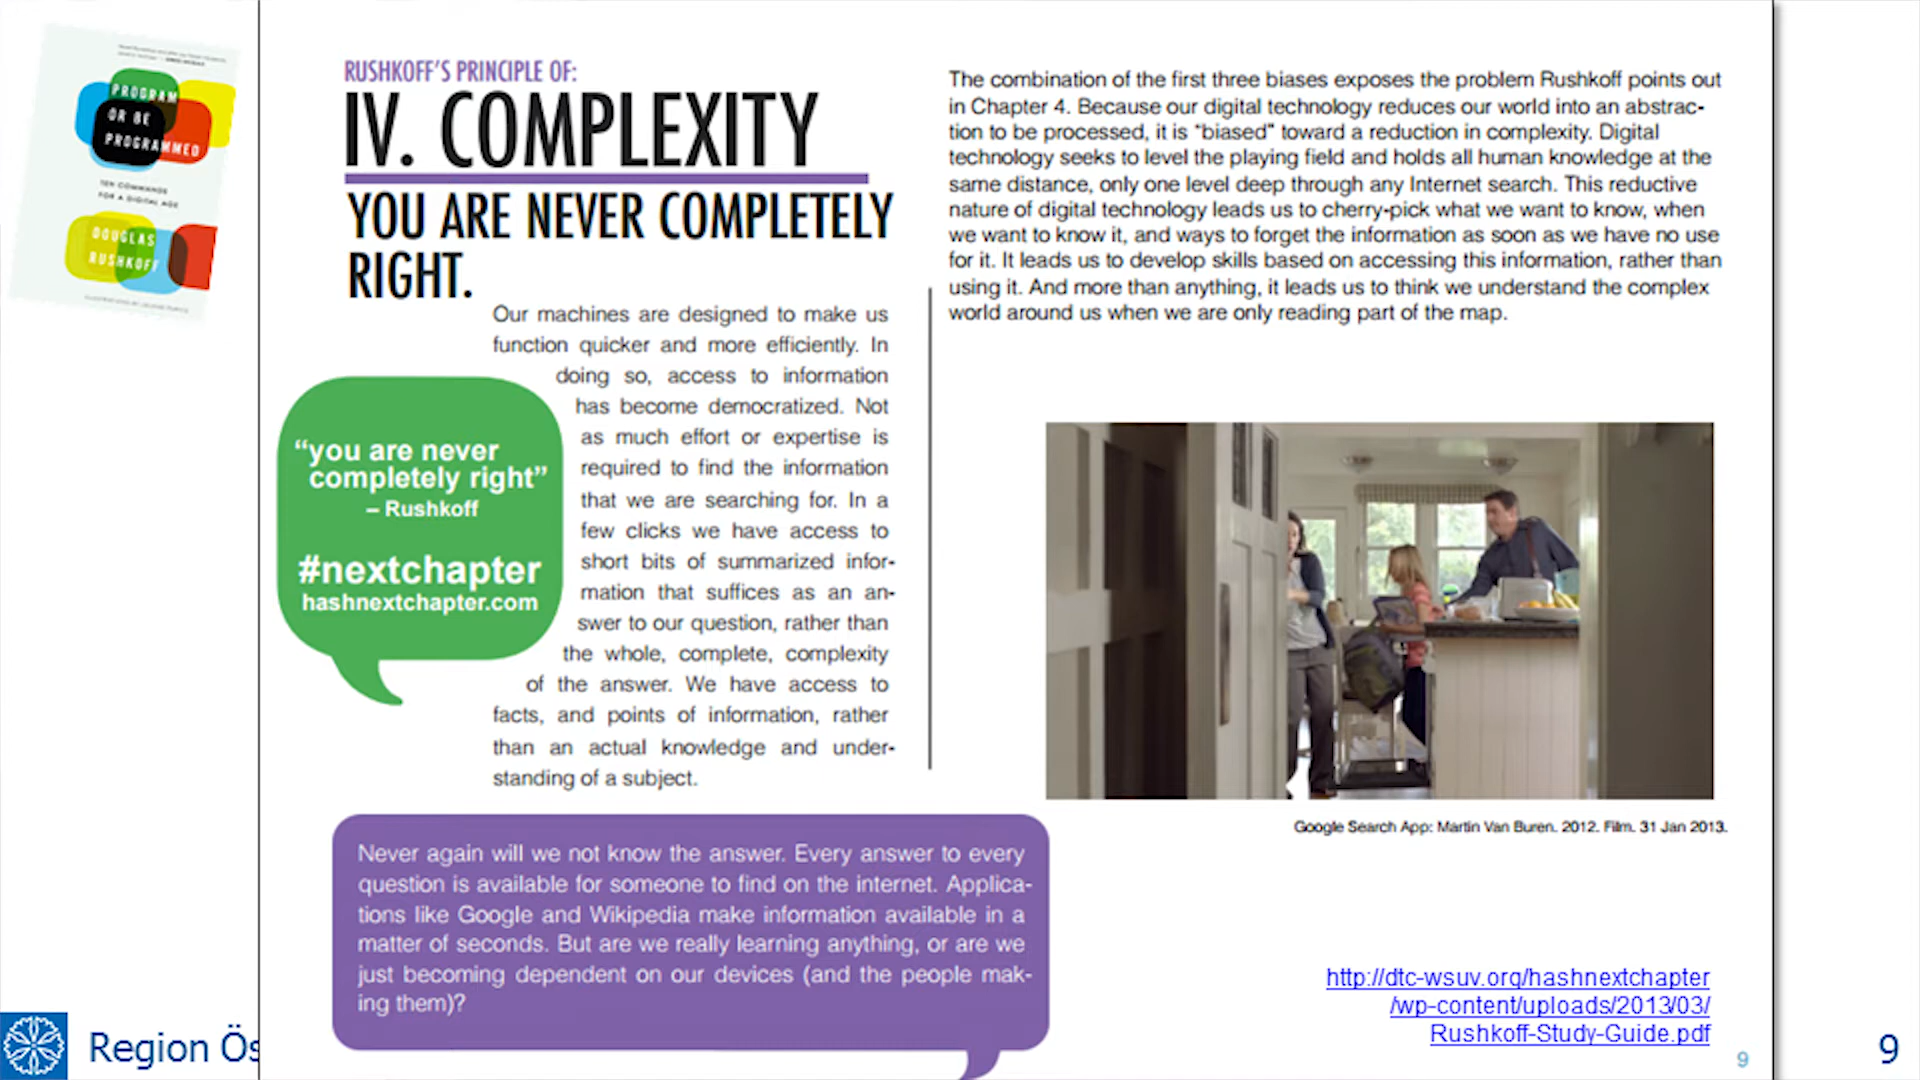 PROGRAM
OR BE
PROGRAMMED
TEN COMMANDS
FOR A DIGITAL AGE
DOUGLAS
RUSHKOFF
RUSHKOFF'S PRINCIPLE OF:
IV. COMPLEXITY
YOU ARE NEVER COMPLETELY
RIGHT.
Our machines are designed to make us
function quicker and more efficiently. In
doing so, access to information
has become democratized. Not
as much effort or expertise is
required to find the information
that we are searching for. In a
few clicks we have access to
short bits of summarized infor-
mation that suffices as an an-
swer to our question, rather than
the whole, complete, complexity
of the answer. We have access to
facts, and points of information, rather
than an actual knowledge and under-
standing of a subject.
“you are never
completely right”
– Rushkoff
#nextchapter
hashnextchapter.com
Never again will we not know the answer. Every answer to every
question is available for someone to find on the internet. Applica-
tions like Google and Wikipedia make information available in a
matter of seconds. But are we really learning anything, or are we
just becoming dependent on our devices (and the people mak-
ing them)?
The combination of the first three biases exposes the problem Rushkoff points out
in Chapter 4. Because our digital technology reduces our world into an abstrac-
tion to be processed, it is "biased" toward a reduction in complexity. Digital
technology seeks to level the playing field and holds all human knowledge at the
same distance, only one level deep through any Internet search. This reductive
nature of digital technology leads us to cherry-pick what we want to know, when
we want to know it, and ways to forget the information as soon as we have no use
for it. It leads us to develop skills based on accessing this information, rather than
using it. And more than anything, it leads us to think we understand the complex
world around us when we are only reading part of the map.
Google Search App: Martin Van Buren. 2012. Film. 31 Jan 2013.
http://dtc-wsuv.org/hashnextchapter
/wp-content/uploads/2013/03/
Rushkoff-Study-Guide.pdf
9
Region Ös
9